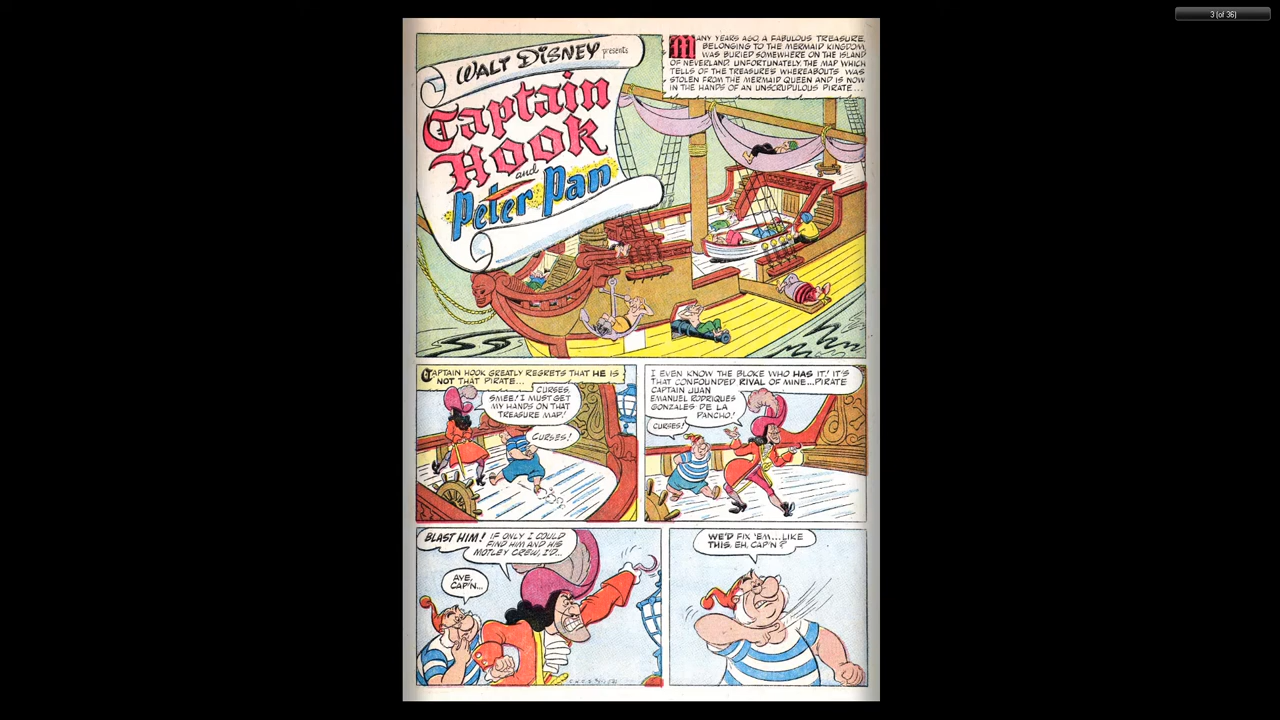 3 (of 36)
WALT DISNEY presents
Captain
Hook
and
Peter Pan
MANY YEARS AGO, A FABULOUS TREASURE,
BELONGING TO THE MERMAID KINGDOM,
WAS BURIED SOMEWHERE ON THE ISLAND
OF NEVERLAND. UNFORTUNATELY, THE MAP WHICH
TELLS OF THE TREASURE'S WHEREABOUTS WAS
STOLEN FROM THE MERMAID QUEEN AND IS NOW
IN THE HANDS OF AN UNSCRUPULOUS PIRATE...
CAPTAIN HOOK GREATLY REGRETS THAT HE IS
NOT THAT PIRATE...
CURSES,
SMEE! I MUST GET
MY HANDS ON THAT
TREASURE MAP!
CURSES!
I EVEN KNOW THE BLOKE WHO HAS IT! IT'S
THAT CONFOUNDED RIVAL OF MINE...PIRATE
CAPTAIN JUAN
EMANUEL RODRIQUES
GONZALES DE LA
PANCHO!
CURSES!
BLAST HIM! IF ONLY I COULD
FIND HIM AND HIS
MOTLEY CREW, I'D...
AYE,
CAP'N...
WE'D FIX 'EM...LIKE
THIS, EH, CAP'N?